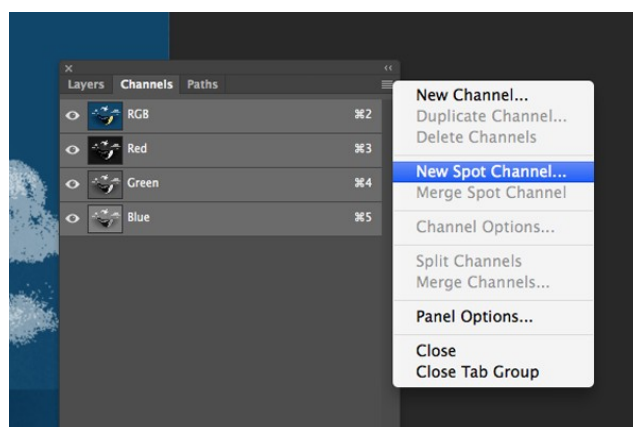 Layers Channels Paths
RGB ⌘2
Red ⌘3
Green ⌘4
Blue ⌘5
New Channel...
Duplicate Channel...
Delete Channels
New Spot Channel...
Merge Spot Channel
Channel Options...
Split Channels
Merge Channels...
Panel Options...
Close
Close Tab Group